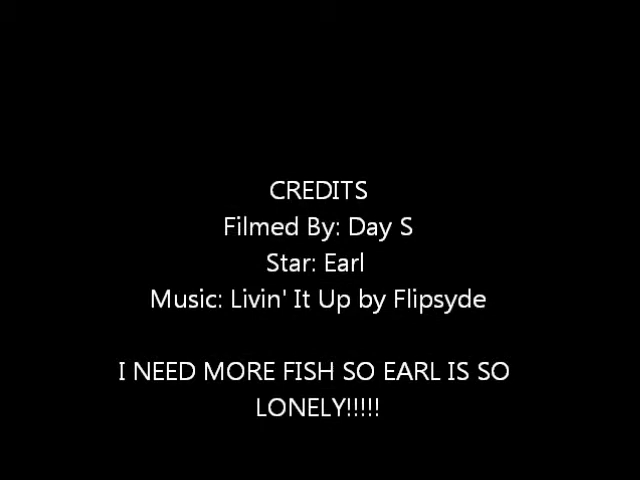 CREDITS
Filmed By: Day S
Star: Earl
Music: Livin' It Up by Flipsyde
I NEED MORE FISH SO EARL IS SO
LONELY!!!!!